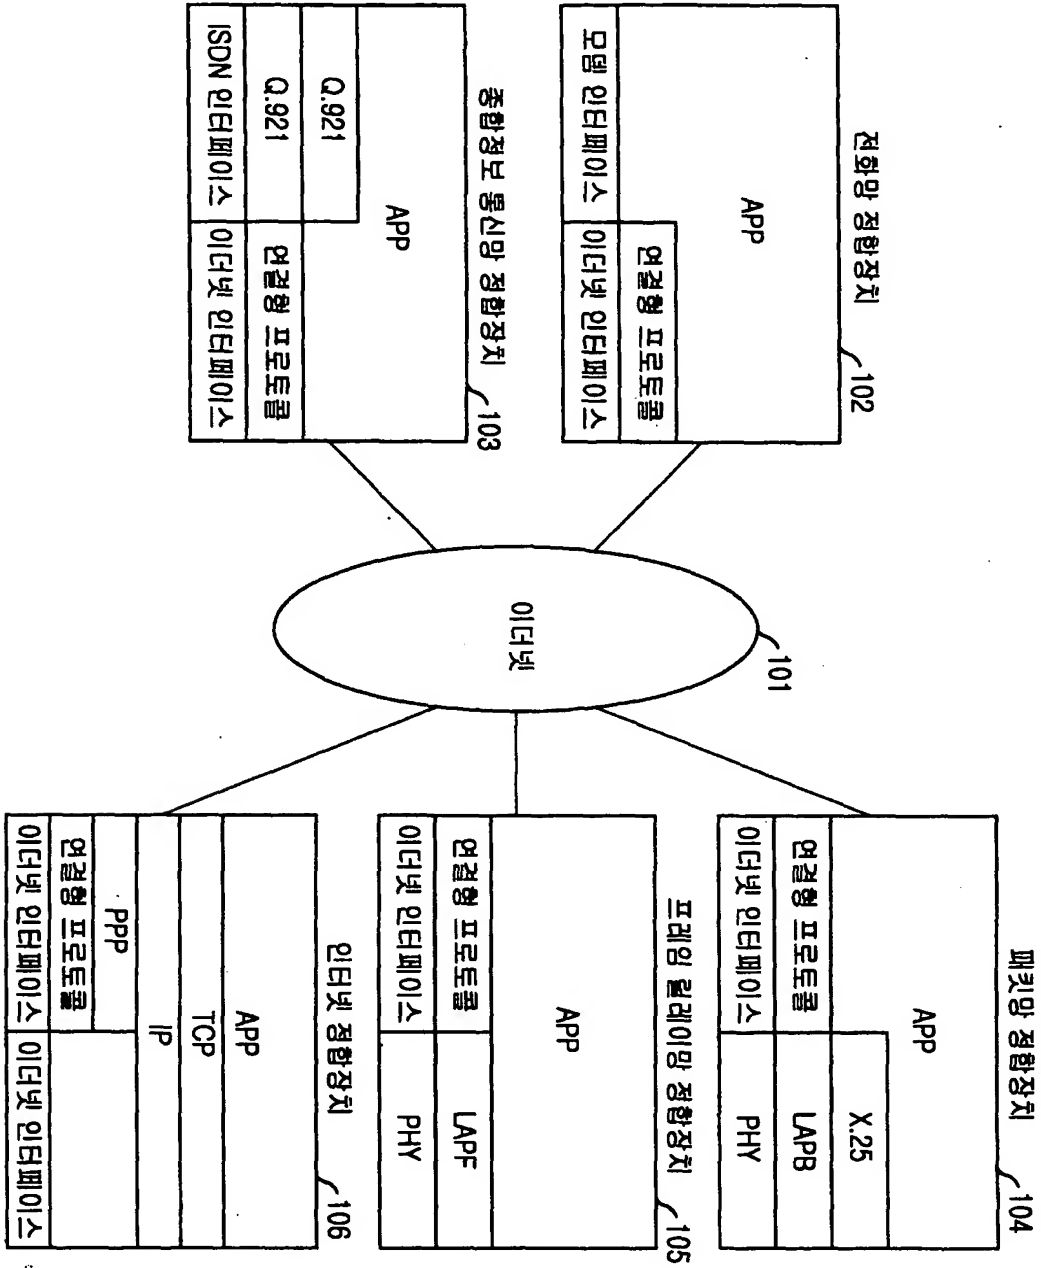 전화망 정합장치
102
APP
연결형 프로토콜
모뎀 인터페이스
이더넷 인터페이스
종합정보 통신망 정합장치
103
APP
Q.921
Q.921
연결형 프로토콜
ISDN 인터페이스
이더넷 인터페이스
101
이더넷
패킷망 정합장치
104
APP
X.25
연결형 프로토콜
LAPB
이더넷 인터페이스
PHY
프레임 릴레이망 정합장치
105
APP
연결형 프로토콜
LAPF
이더넷 인터페이스
PHY
인터넷 정합장치
106
APP
TCP
IP
PPP
연결형 프로토콜
이더넷 인터페이스
이더넷 인터페이스